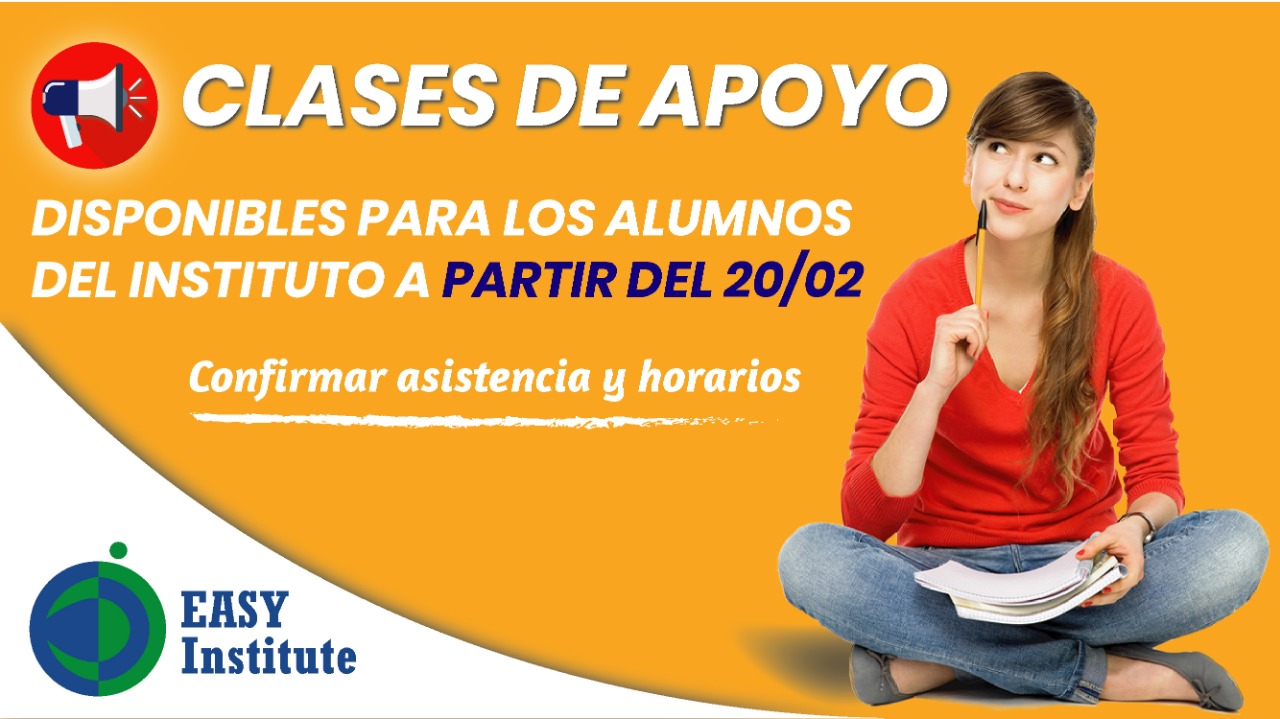 CLASES DE APOYO
DISPONIBLES PARA LOS ALUMNOS
DEL INSTITUTO A PARTIR DEL 20/02
Confirmar asistencia y horarios
EASY
Institute